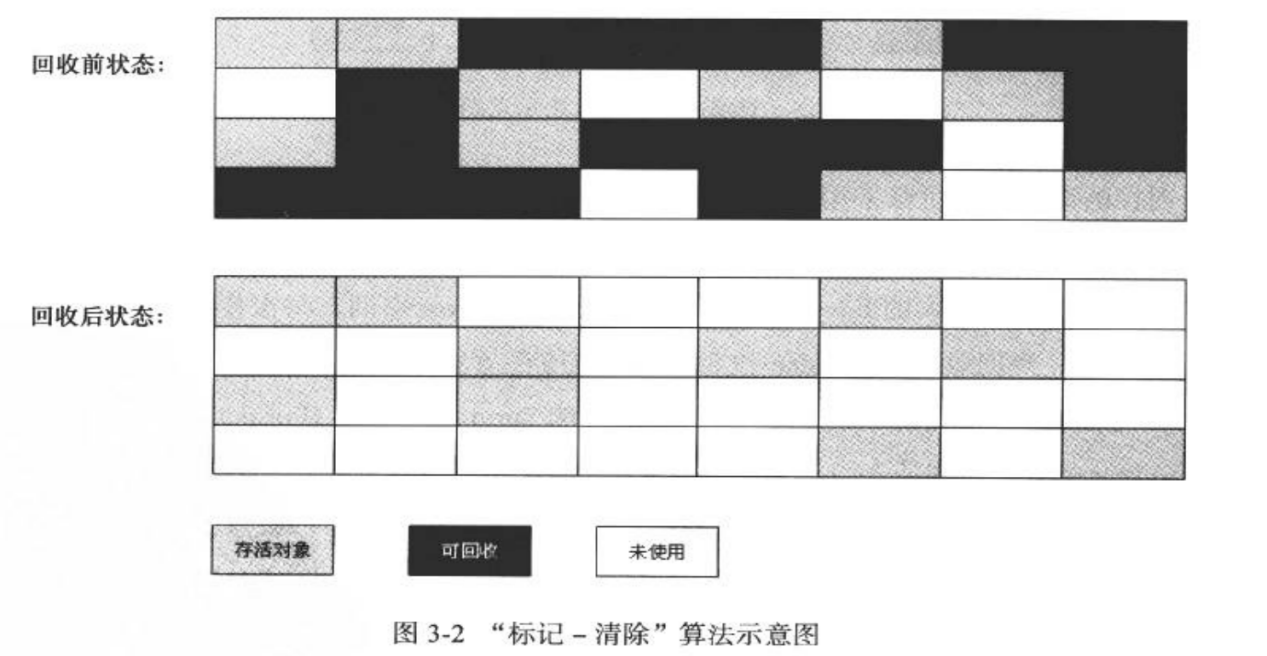 回收前状态：
回收后状态：
存活对象
可回收
未使用
图 3-2 “标记 – 清除”算法示意图